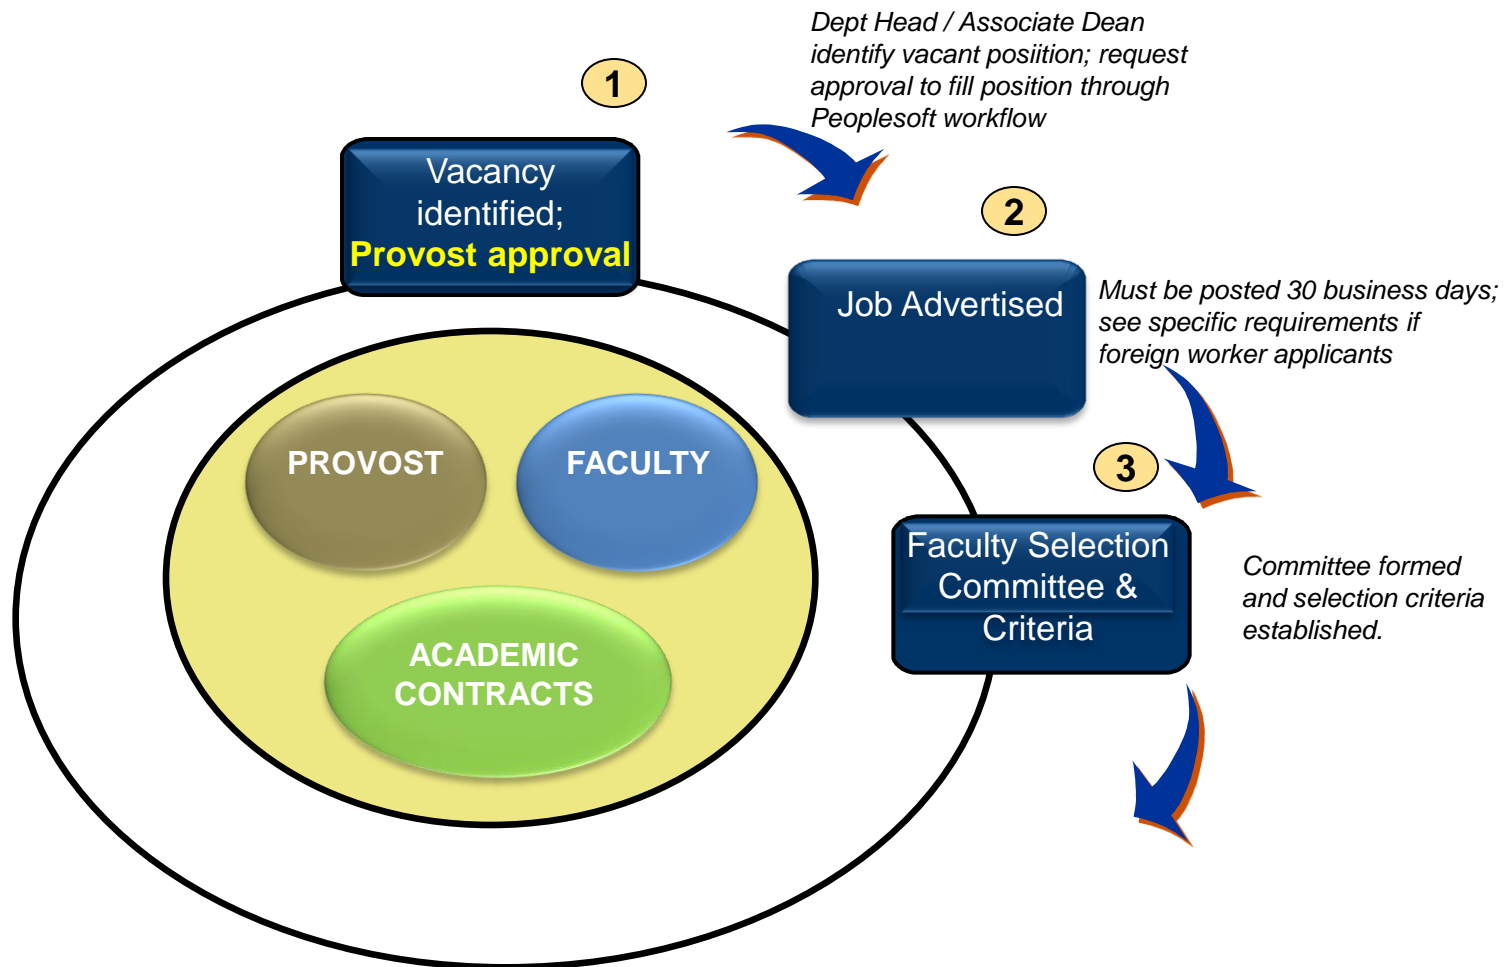 1
Dept Head / Associate Dean
identify vacant posiition; request
approval to fill position through
Peoplesoft workflow
Vacancy
identified;
Provost approval
2
Job Advertised
Must be posted 30 business days;
see specific requirements if
foreign worker applicants
3
Faculty Selection
Committee &
Criteria
Committee formed
and selection criteria
established.
PROVOST
FACULTY
ACADEMIC
CONTRACTS